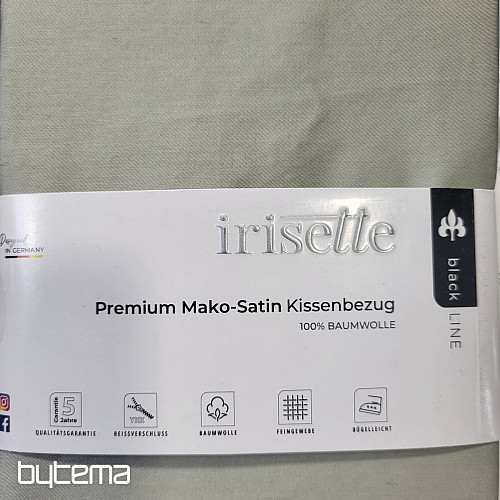 irisette
Designed
IN GERMANY
black LINE
Premium Mako-Satin Kissenbezug
100% BAUMWOLLE
Garantie
5
Jahre
YKK
QUALITÄTSGARANTIE
REISSVERSCHLUSS
BAUMWOLLE
FEINGEWEBE
BÜGELLEICHT
bytema